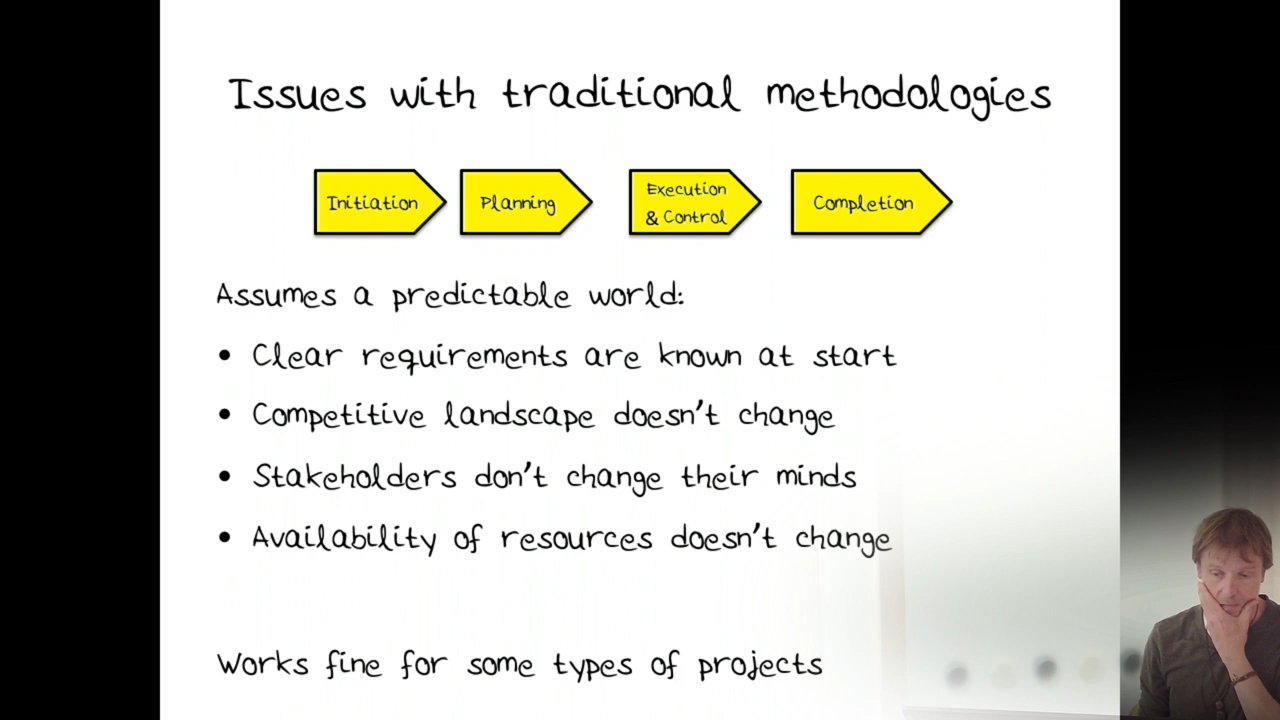 Issues with traditional methodologies
Initiation
Planning
Execution
& Control
Completion
Assumes a predictable world:
• Clear requirements are known at start
• Competitive landscape doesn't change
• Stakeholders don't change their minds
• Availability of resources doesn't change
Works fine for some types of projects